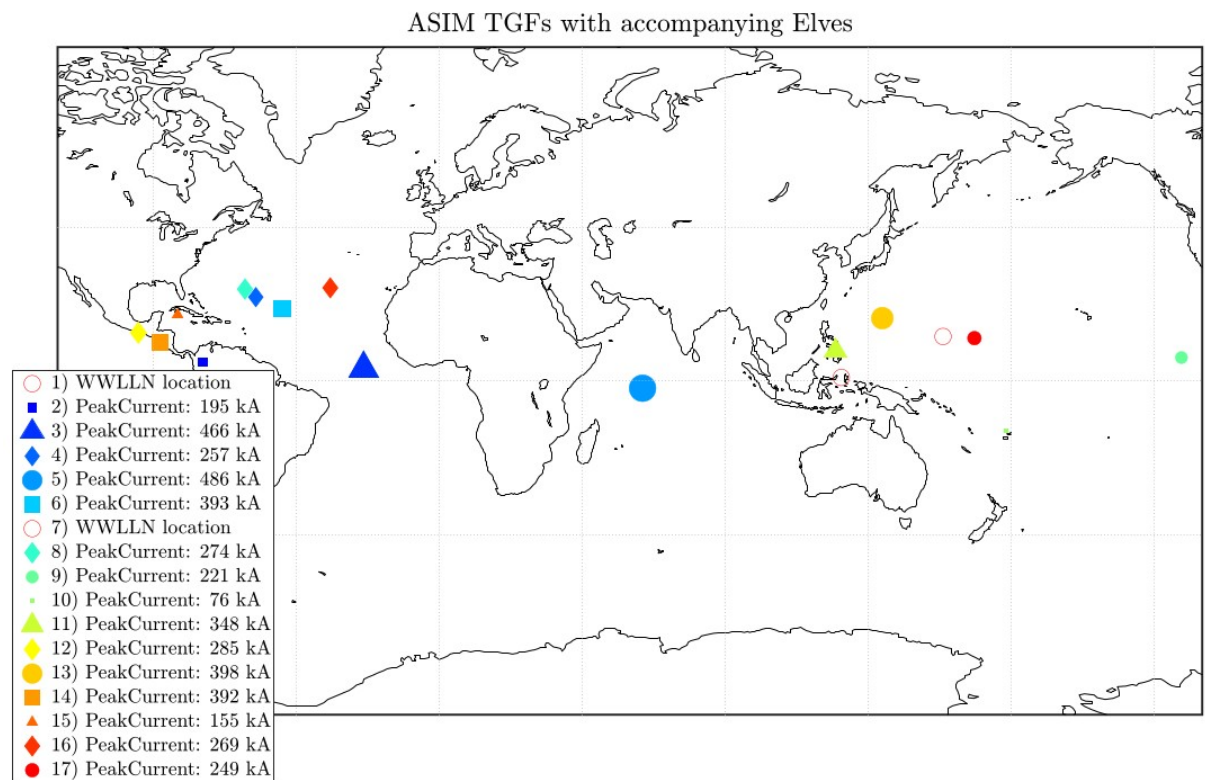 ASIM TGFs with accompanying Elves
1) WWLLN location
2) PeakCurrent: 195 kA
3) PeakCurrent: 466 kA
4) PeakCurrent: 257 kA
5) PeakCurrent: 486 kA
6) PeakCurrent: 393 kA
7) WWLLN location
8) PeakCurrent: 274 kA
9) PeakCurrent: 221 kA
10) PeakCurrent: 76 kA
11) PeakCurrent: 348 kA
12) PeakCurrent: 285 kA
13) PeakCurrent: 398 kA
14) PeakCurrent: 392 kA
15) PeakCurrent: 155 kA
16) PeakCurrent: 269 kA
17) PeakCurrent: 249 kA